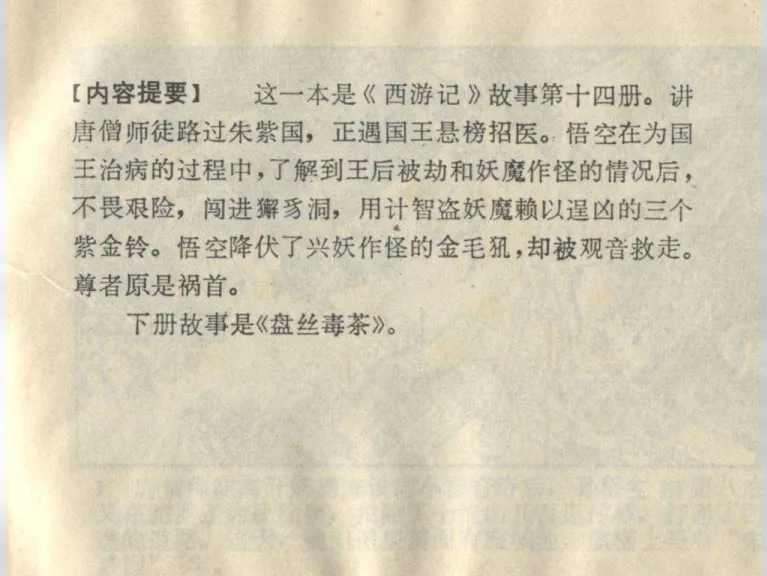 【内容提要】 这一本是《西游记》故事第十四册。讲
唐僧师徒路过朱紫国，正遇国王悬榜招医。悟空在为国
王治病的过程中，了解到王后被劫和妖魔作怪的情况后，
不畏艰险，闯进獬豸洞，用计智盗妖魔赖以逞凶的三个
紫金铃。悟空降伏了兴妖作怪的金毛犼，却被观音救走。
尊者原是祸首。
下册故事是《盘丝毒茶》。